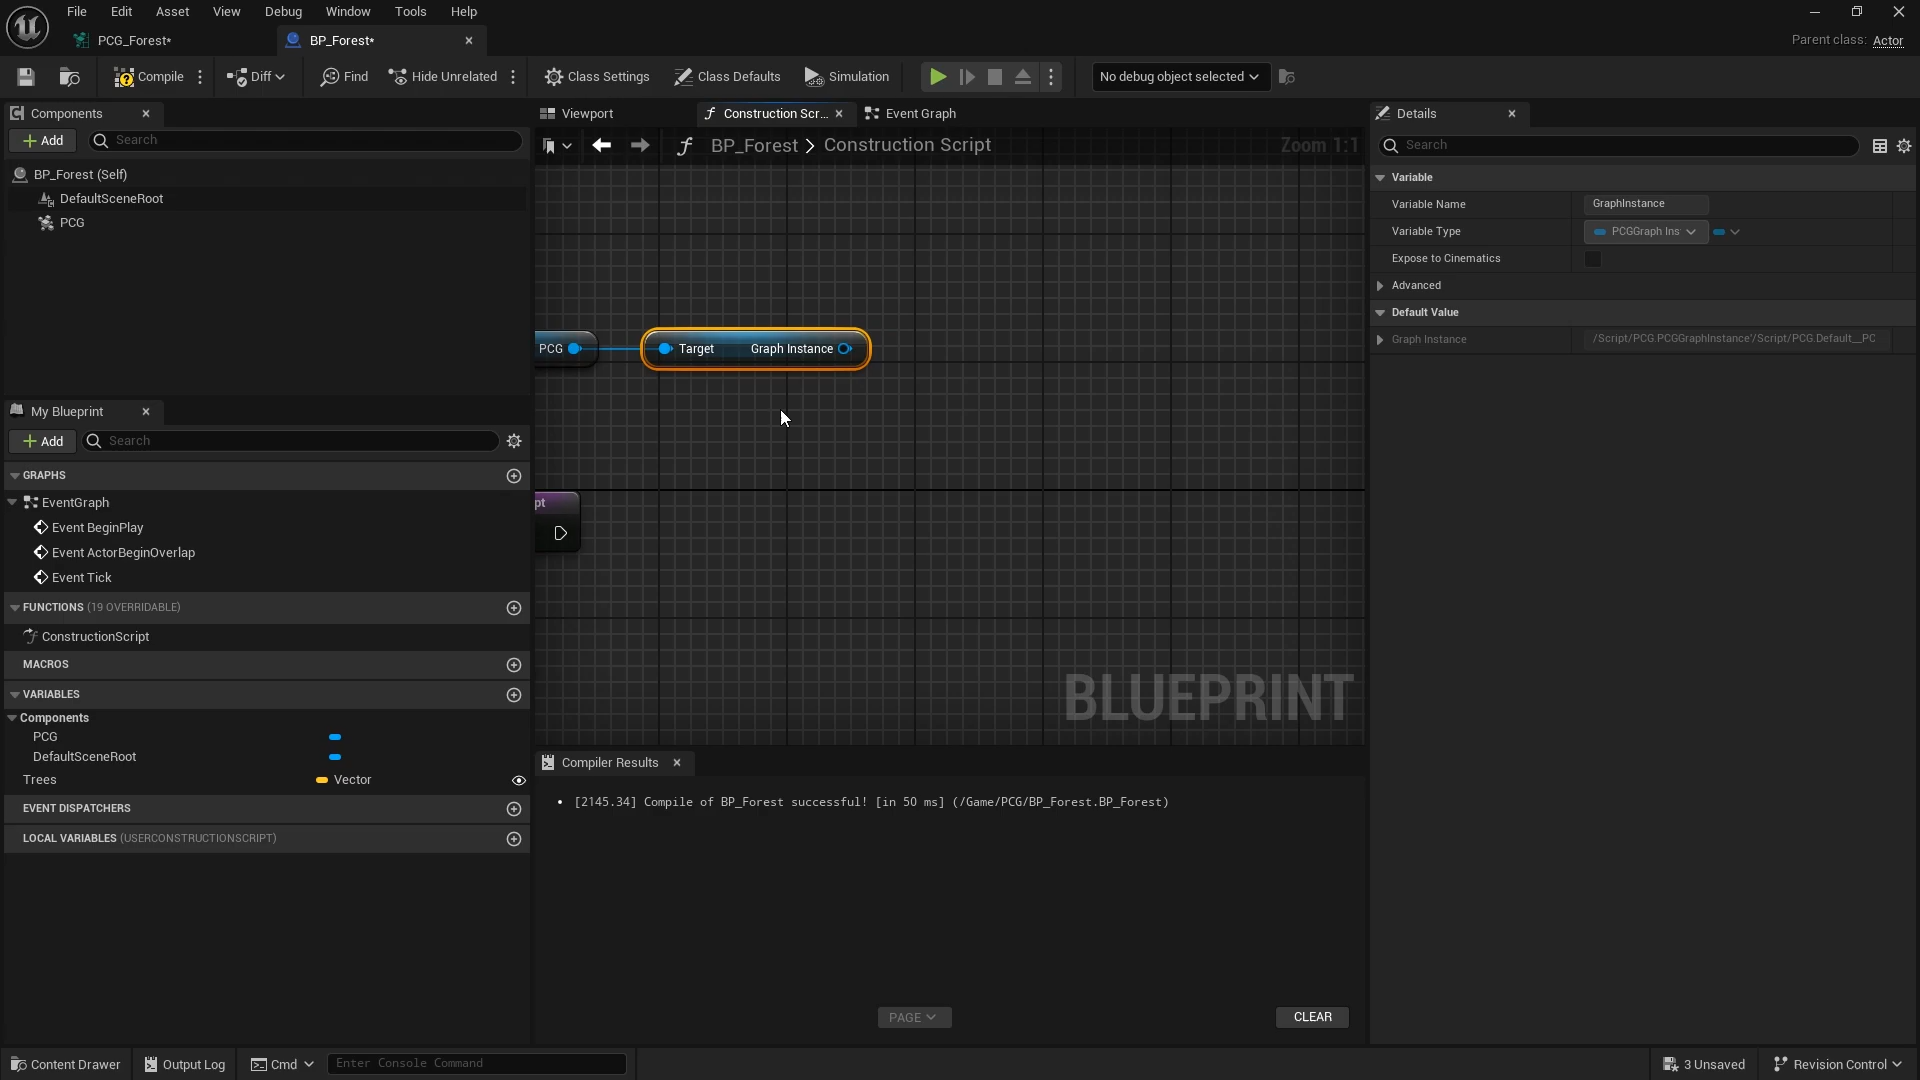 File Edit Asset View Debug Window Tools Help
PCG_Forest*
BP_Forest*
Parent class: Actor
Compile
Diff
Find
Hide Unrelated
Class Settings
Class Defaults
Simulation
No debug object selected
Components
Add
Search
BP_Forest (Self)
DefaultSceneRoot
PCG
My Blueprint
Add
Search
GRAPHS
EventGraph
Event BeginPlay
Event ActorBeginOverlap
Event Tick
FUNCTIONS (19 OVERRIDABLE)
ConstructionScript
MACROS
VARIABLES
Components
PCG
DefaultSceneRoot
Trees Vector
EVENT DISPATCHERS
LOCAL VARIABLES (USERCONSTRUCTIONSCRIPT)
Viewport
Construction Scr...
Event Graph
BP_Forest > Construction Script
Zoom 1:1
PCG
Target Graph Instance
pt
BLUEPRINT
Compiler Results
[2145.34] Compile of BP_Forest successful! [in 50 ms] (/Game/PCG/BP_Forest.BP_Forest)
PAGE
CLEAR
Details
Search
Variable
Variable Name GraphInstance
Variable Type PCGGraph Ins
Expose to Cinematics
Advanced
Default Value
Graph Instance /Script/PCG.PCGGraphInstance'/Script/PCG.Default__PC
Content Drawer
Output Log
Cmd
Enter Console Command
3 Unsaved
Revision Control